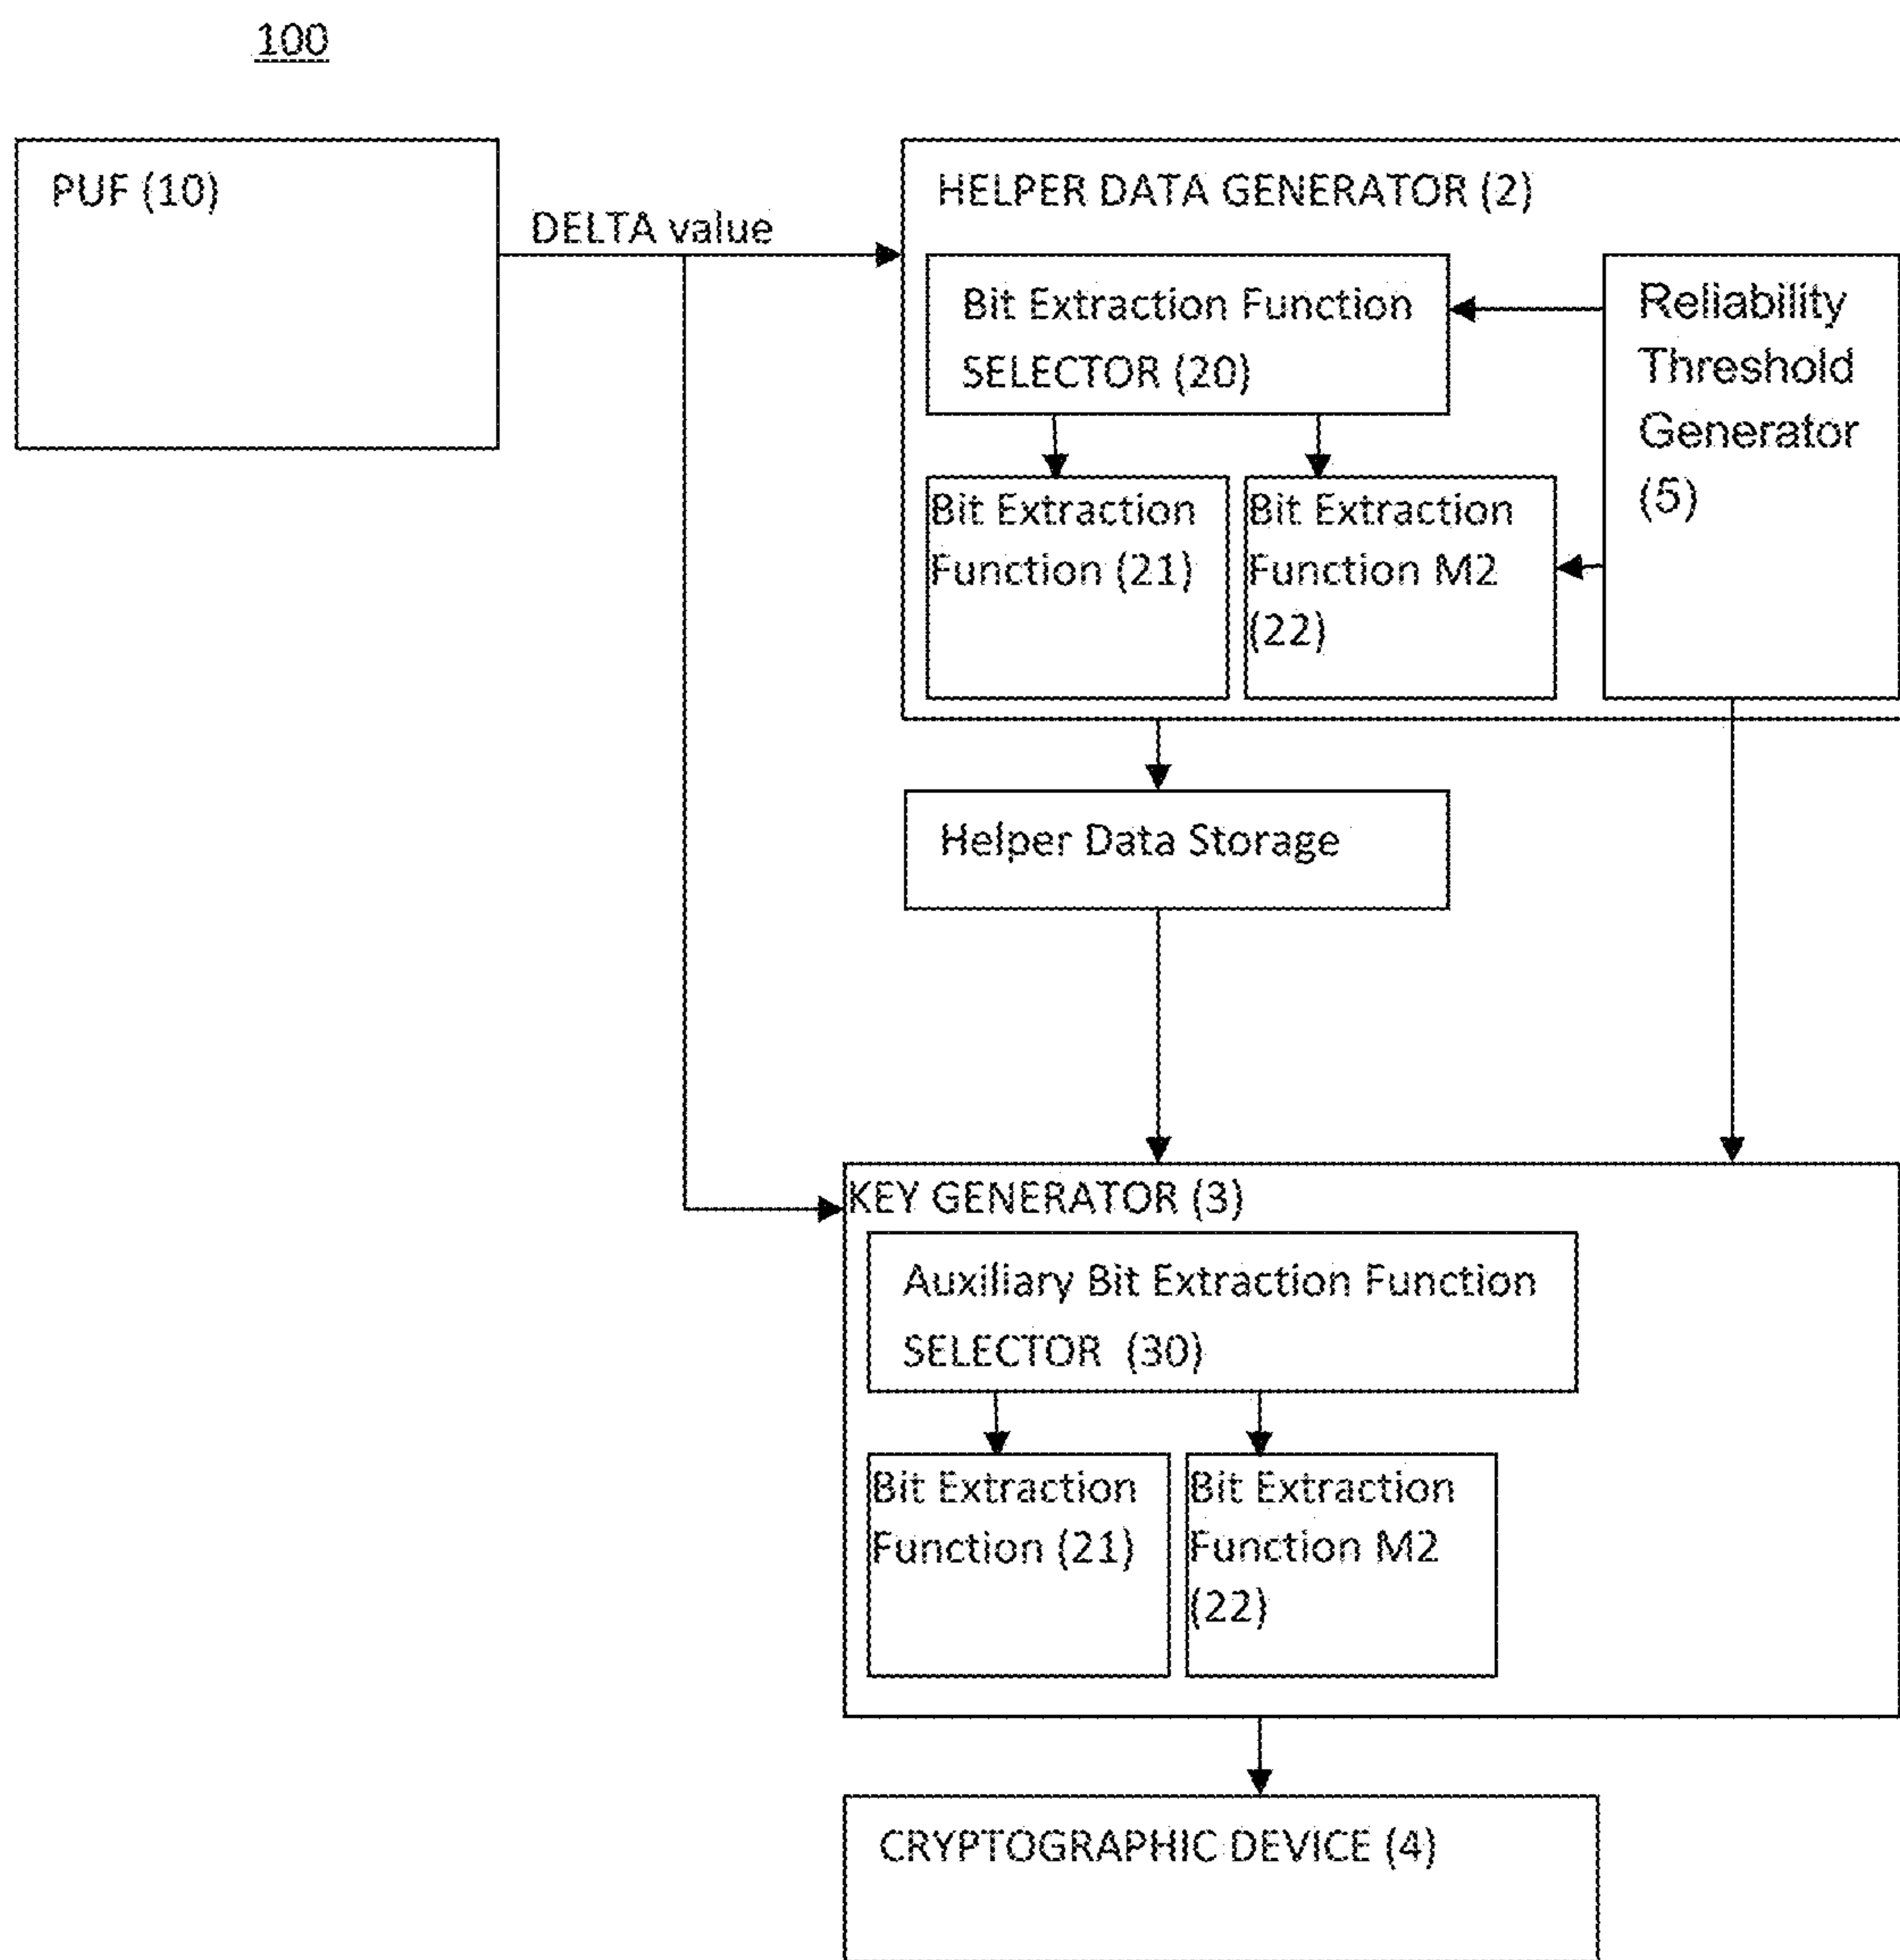 100
PUF (10)
DELTA value
HELPER DATA GENERATOR (2)
Bit Extraction Function
SELECTOR (20)
Reliability
Threshold
Generator
(5)
Bit Extraction
Function (21)
Bit Extraction
Function M2
(22)
Helper Data Storage
KEY GENERATOR (3)
Auxiliary Bit Extraction Function
SELECTOR (30)
Bit Extraction
Function (21)
Bit Extraction
Function M2
(22)
CRYPTOGRAPHIC DEVICE (4)